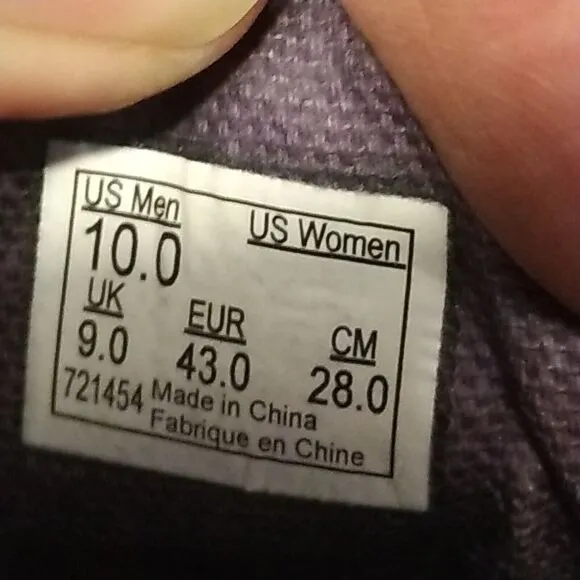 US Men US Women
10.0
UK EUR CM
9.0 43.0 28.0
721454 Made in China
Fabrique en Chine